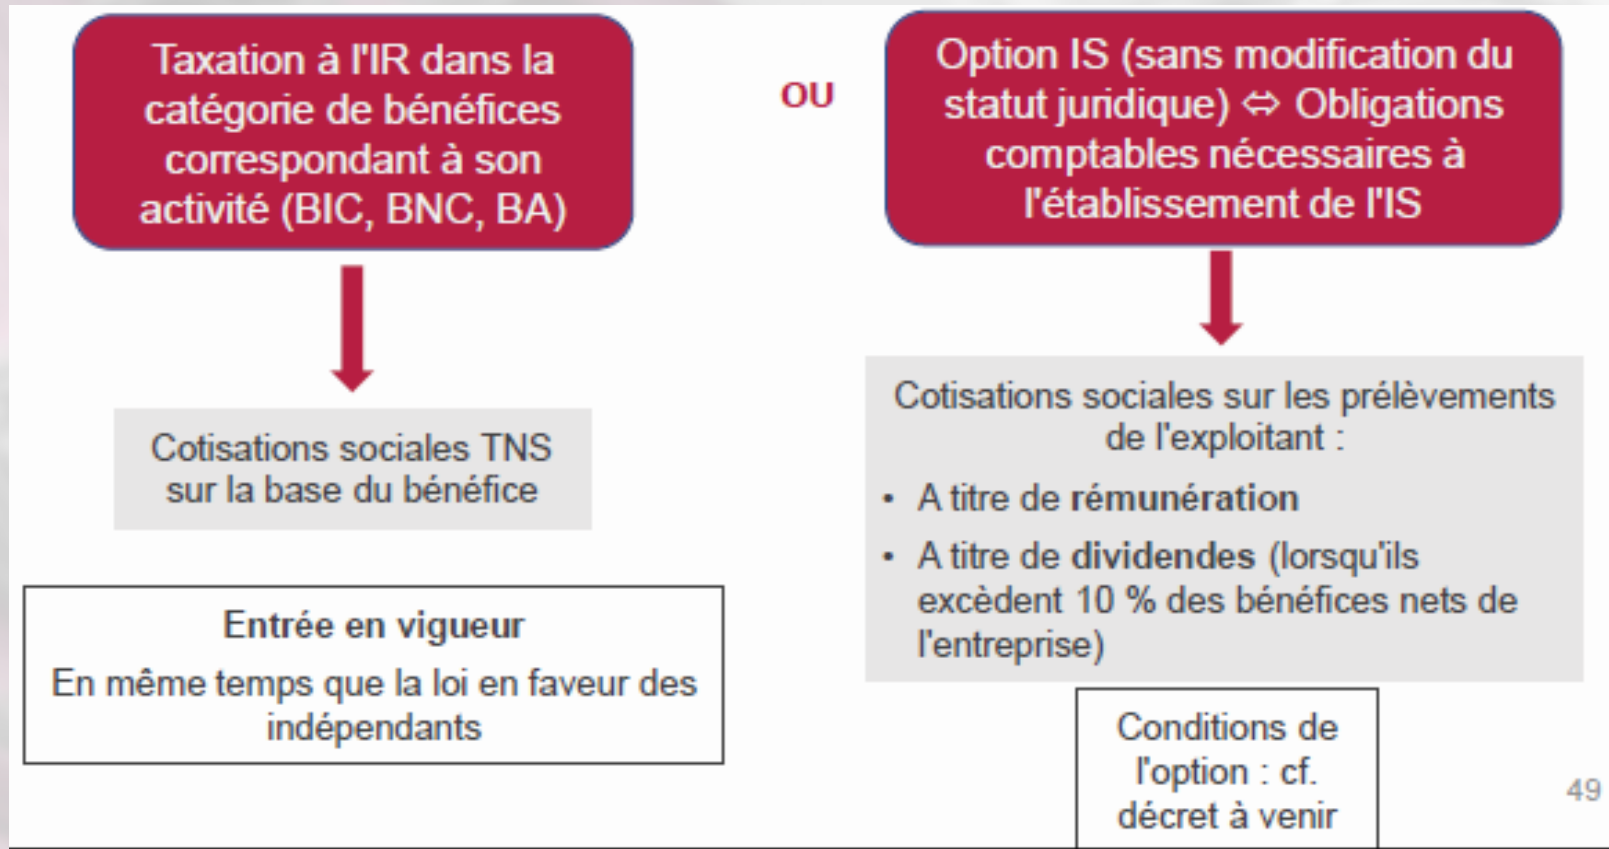 Taxation à l'IR dans la
catégorie de bénéfices
correspondant à son
activité (BIC, BNC, BA)
OU
Option IS (sans modification du
statut juridique) ⇔ Obligations
comptables nécessaires à
l'établissement de l'IS
Cotisations sociales TNS
sur la base du bénéfice
Cotisations sociales sur les prélèvements
de l'exploitant :
• A titre de rémunération
• A titre de dividendes (lorsqu'ils
excèdent 10 % des bénéfices nets de
l'entreprise)
Entrée en vigueur
En même temps que la loi en faveur des
indépendants
Conditions de
l'option : cf.
décret à venir
49